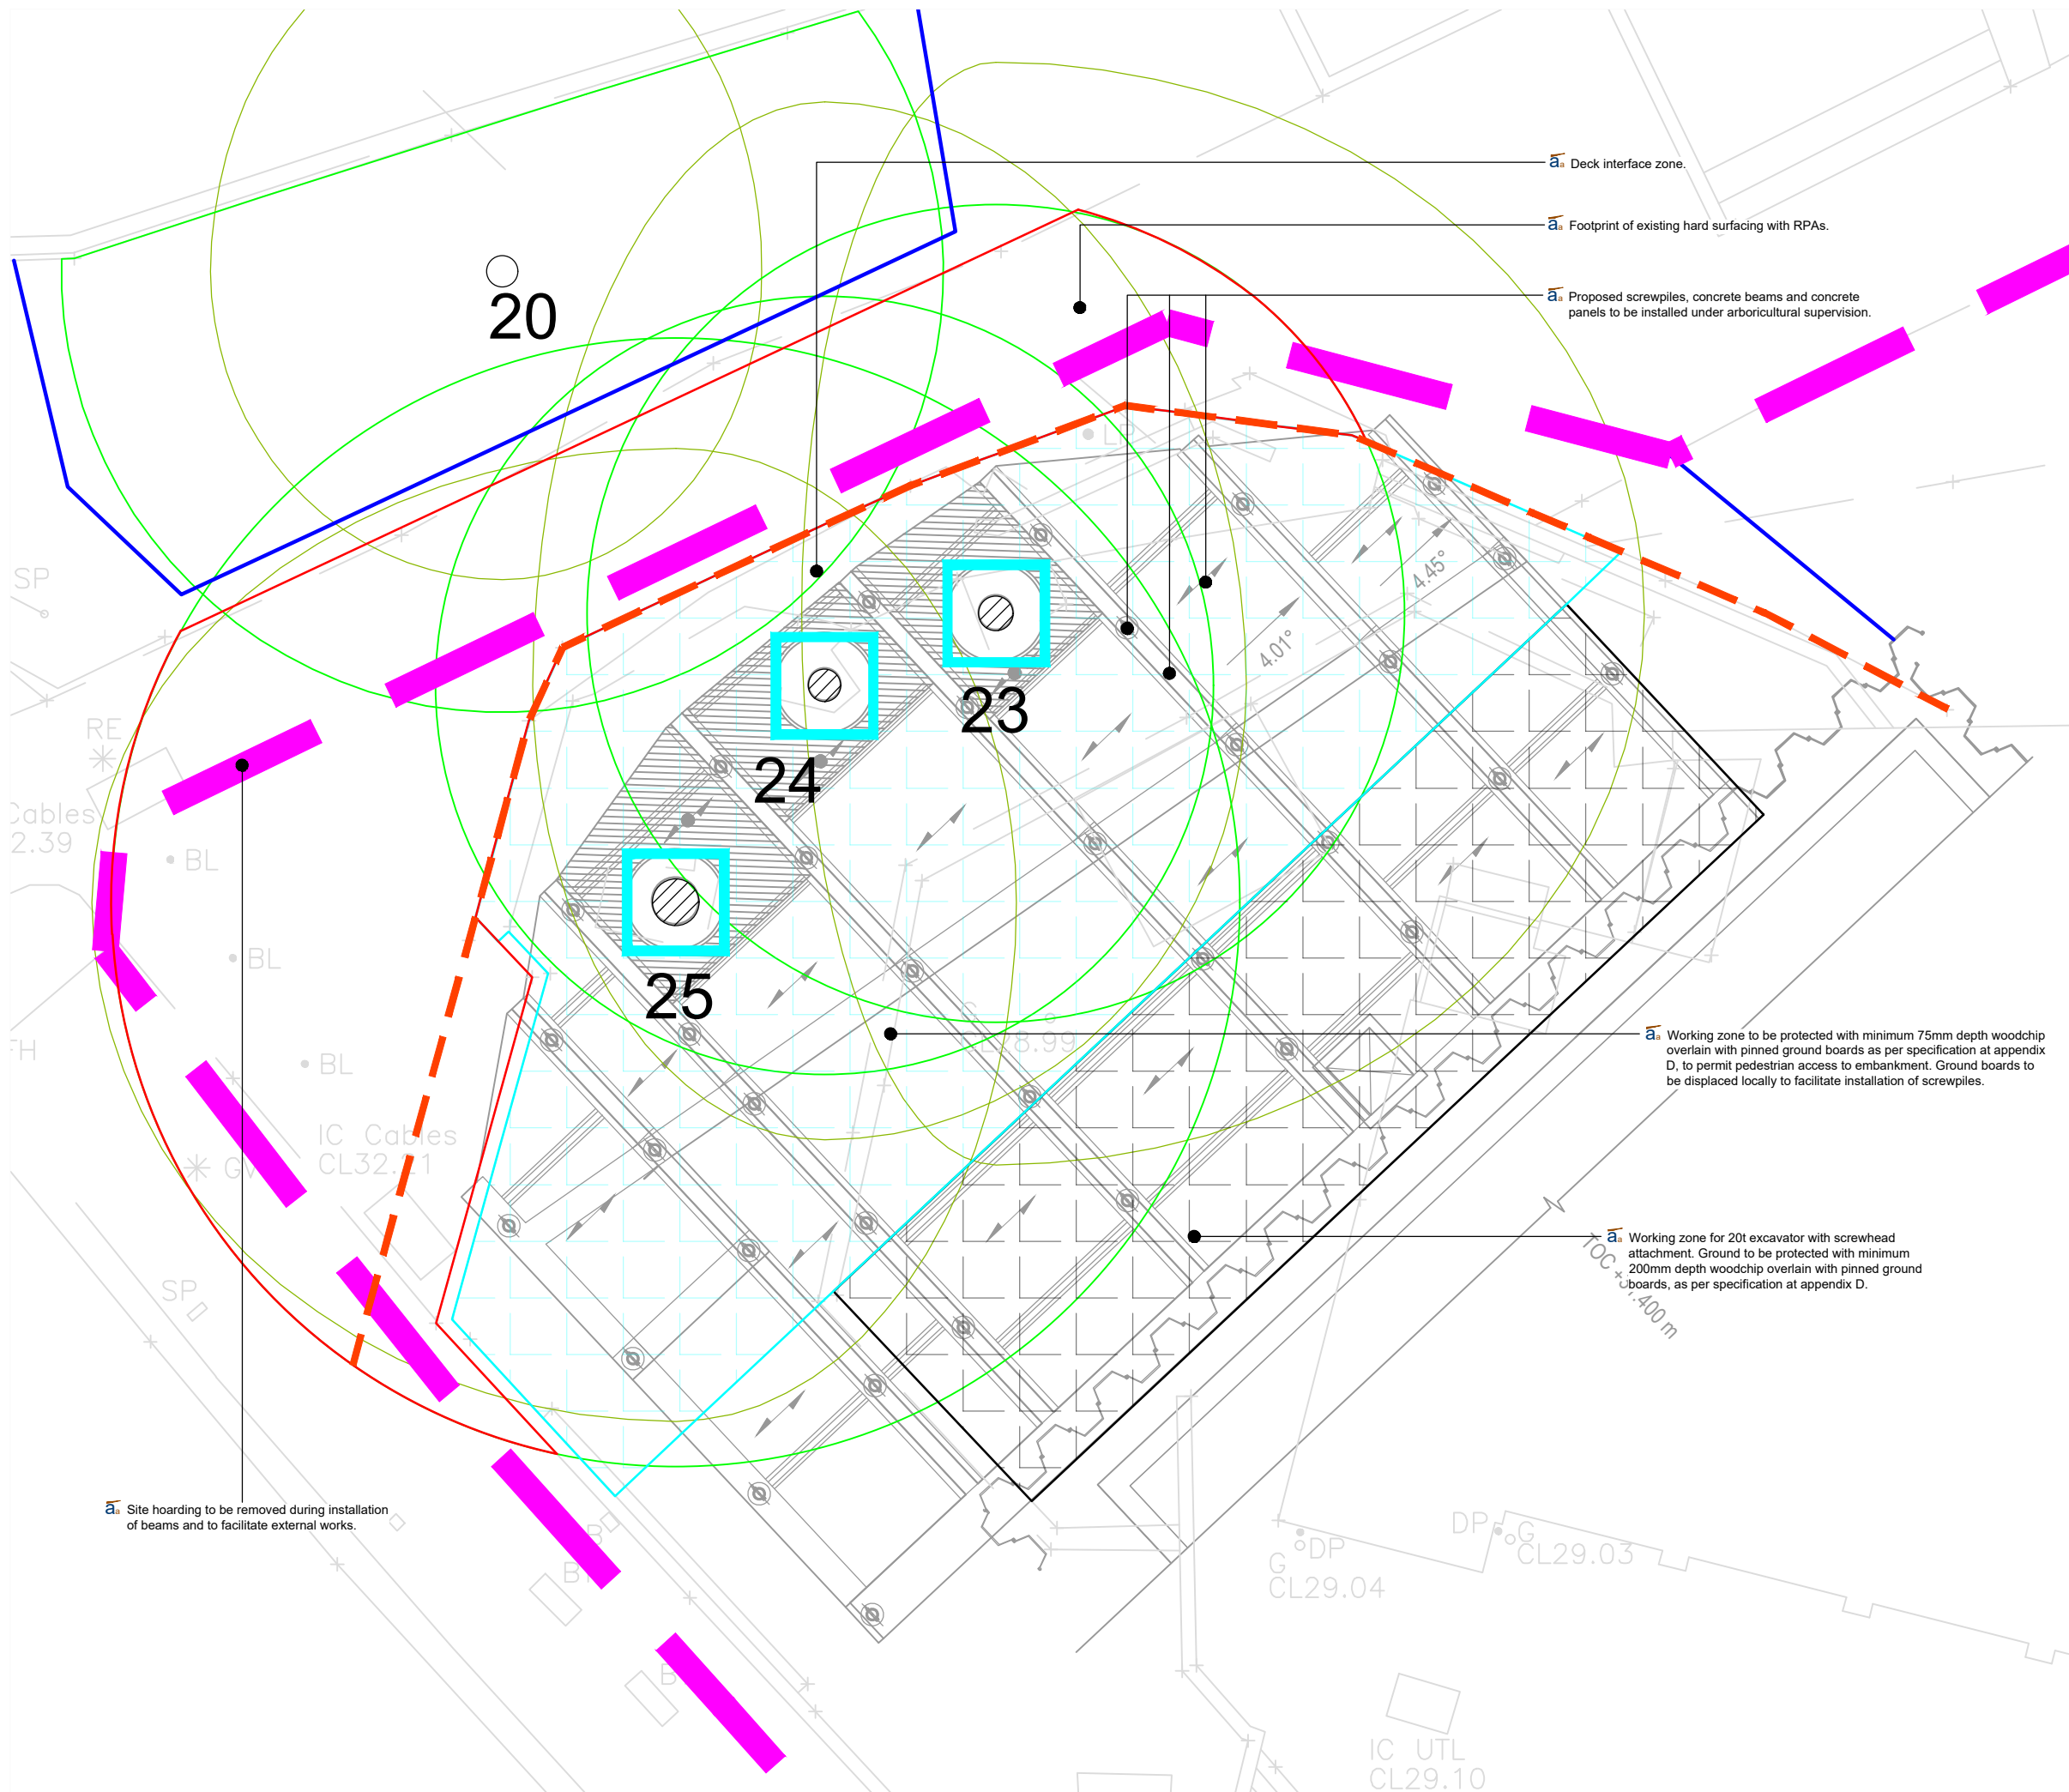 Deck interface zone.
Footprint of existing hard surfacing with RPAs.
Proposed screwpiles, concrete beams and concrete
panels to be installed under arboricultural supervision.
20
LP
SP
4.45°
4.01°
23
RE
24
Cables
2.39
BL
BL
25
CL28.99
FH
BL
Working zone to be protected with minimum 75mm depth woodchip
overlain with pinned ground boards as per specification at appendix
D, to permit pedestrian access to embankment. Ground boards to
be displaced locally to facilitate installation of screwpiles.
IC Cables
CL32.21
Working zone for 20t excavator with screwhead
attachment. Ground to be protected with minimum
200mm depth woodchip overlain with pinned ground
boards, as per specification at appendix D.
SP
Site hoarding to be removed during installation
of beams and to facilitate external works.
DP
G
CL29.03
G
DP
CL29.04
IC UTL
CL29.10